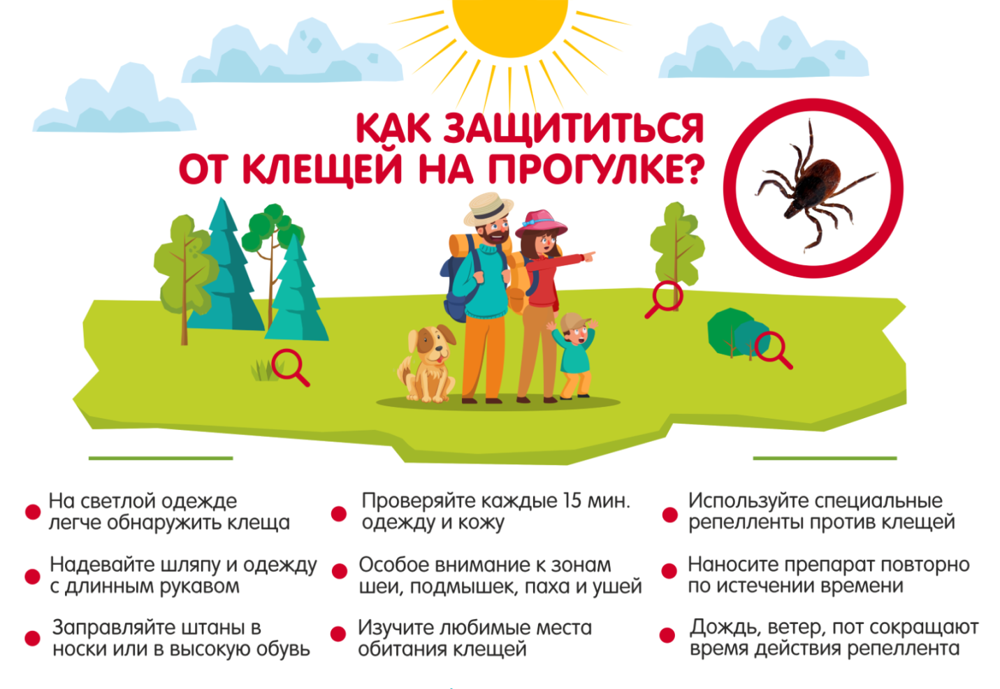 КАК ЗАЩИТИТЬСЯ
ОТ КЛЕЩЕЙ НА ПРОГУЛКЕ?
На светлой одежде
легче обнаружить клеща
Надевайте шляпу и одежду
с длинным рукавом
Заправляйте штаны в
носки или в высокую обувь
Проверяйте каждые 15 мин.
одежду и кожу
Особое внимание к зонам
шеи, подмышек, паха и ушей
Изучите любимые места
обитания клещей
Используйте специальные
репелленты против клещей
Наносите препарат повторно
по истечении времени
Дождь, ветер, пот сокращают
время действия репеллента